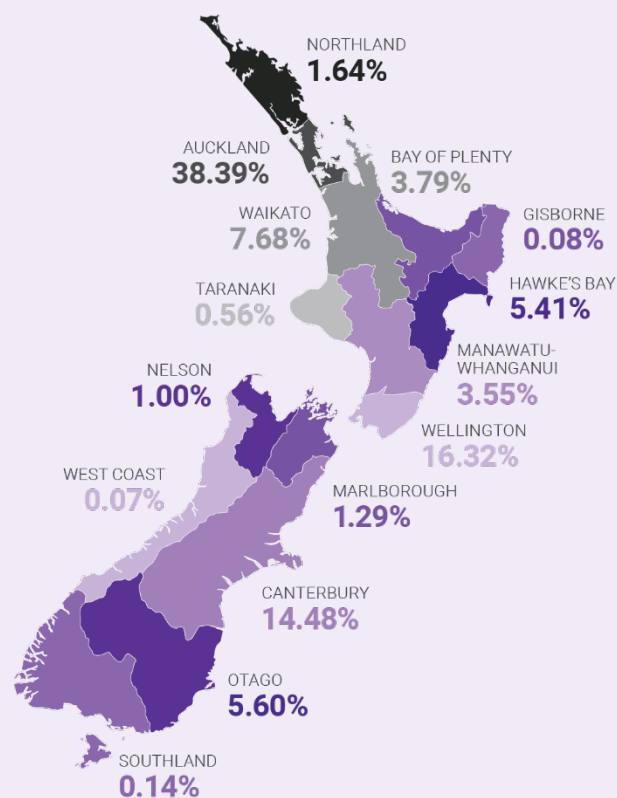 NORTHLAND
1.64%
AUCKLAND
38.39%
BAY OF PLENTY
3.79%
WAIKATO
7.68%
GISBORNE
0.08%
TARANAKI
0.56%
HAWKE'S BAY
5.41%
MANAWATU-
WHANGANUI
3.55%
NELSON
1.00%
WELLINGTON
16.32%
WEST COAST
0.07%
MARLBOROUGH
1.29%
CANTERBURY
14.48%
OTAGO
5.60%
SOUTHLAND
0.14%